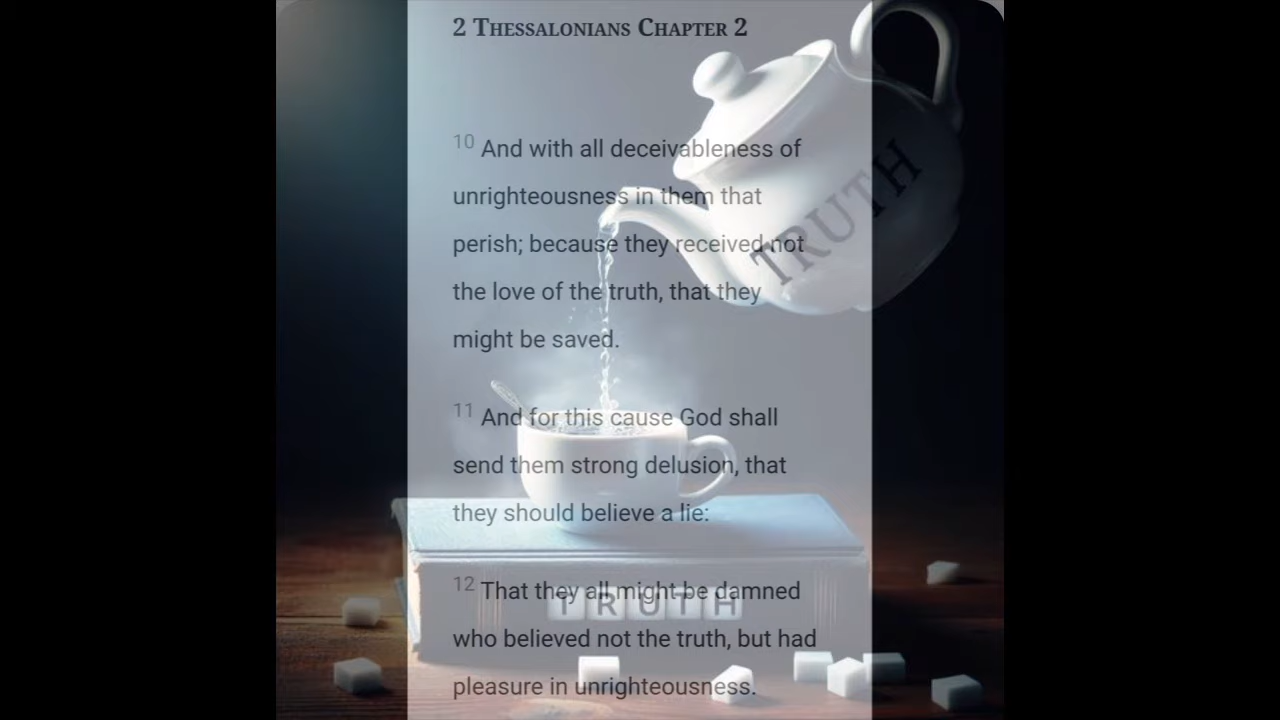 2 Thessalonians Chapter 2
TRUTH
10 And with all deceivableness of
unrighteousness in them that
perish; because they received not
the love of the truth, that they
might be saved.
11 And for this cause God shall
send them strong delusion, that
they should believe a lie:
12 That they all might be damned
TRUTH
who believed not the truth, but had
pleasure in unrighteousness.